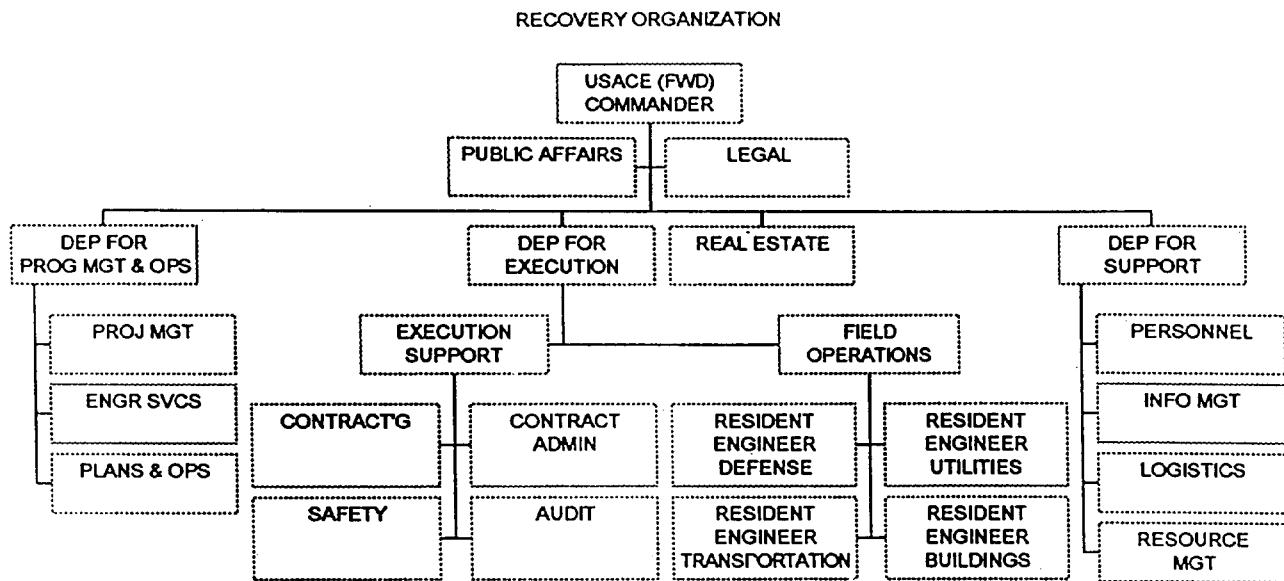 RECOVERY ORGANIZATION
USACE (FWD)
COMMANDER
PUBLIC AFFAIRS
LEGAL
DEP FOR
PROG MGT & OPS
DEP FOR
EXECUTION
REAL ESTATE
DEP FOR
SUPPORT
PROJ MGT
ENGR SVCS
PLANS & OPS
EXECUTION
SUPPORT
CONTRACT'G
CONTRACT
ADMIN
SAFETY
AUDIT
FIELD
OPERATIONS
RESIDENT
ENGINEER
DEFENSE
RESIDENT
ENGINEER
UTILITIES
RESIDENT
ENGINEER
TRANSPORTATION
RESIDENT
ENGINEER
BUILDINGS
PERSONNEL
INFO MGT
LOGISTICS
RESOURCE
MGT